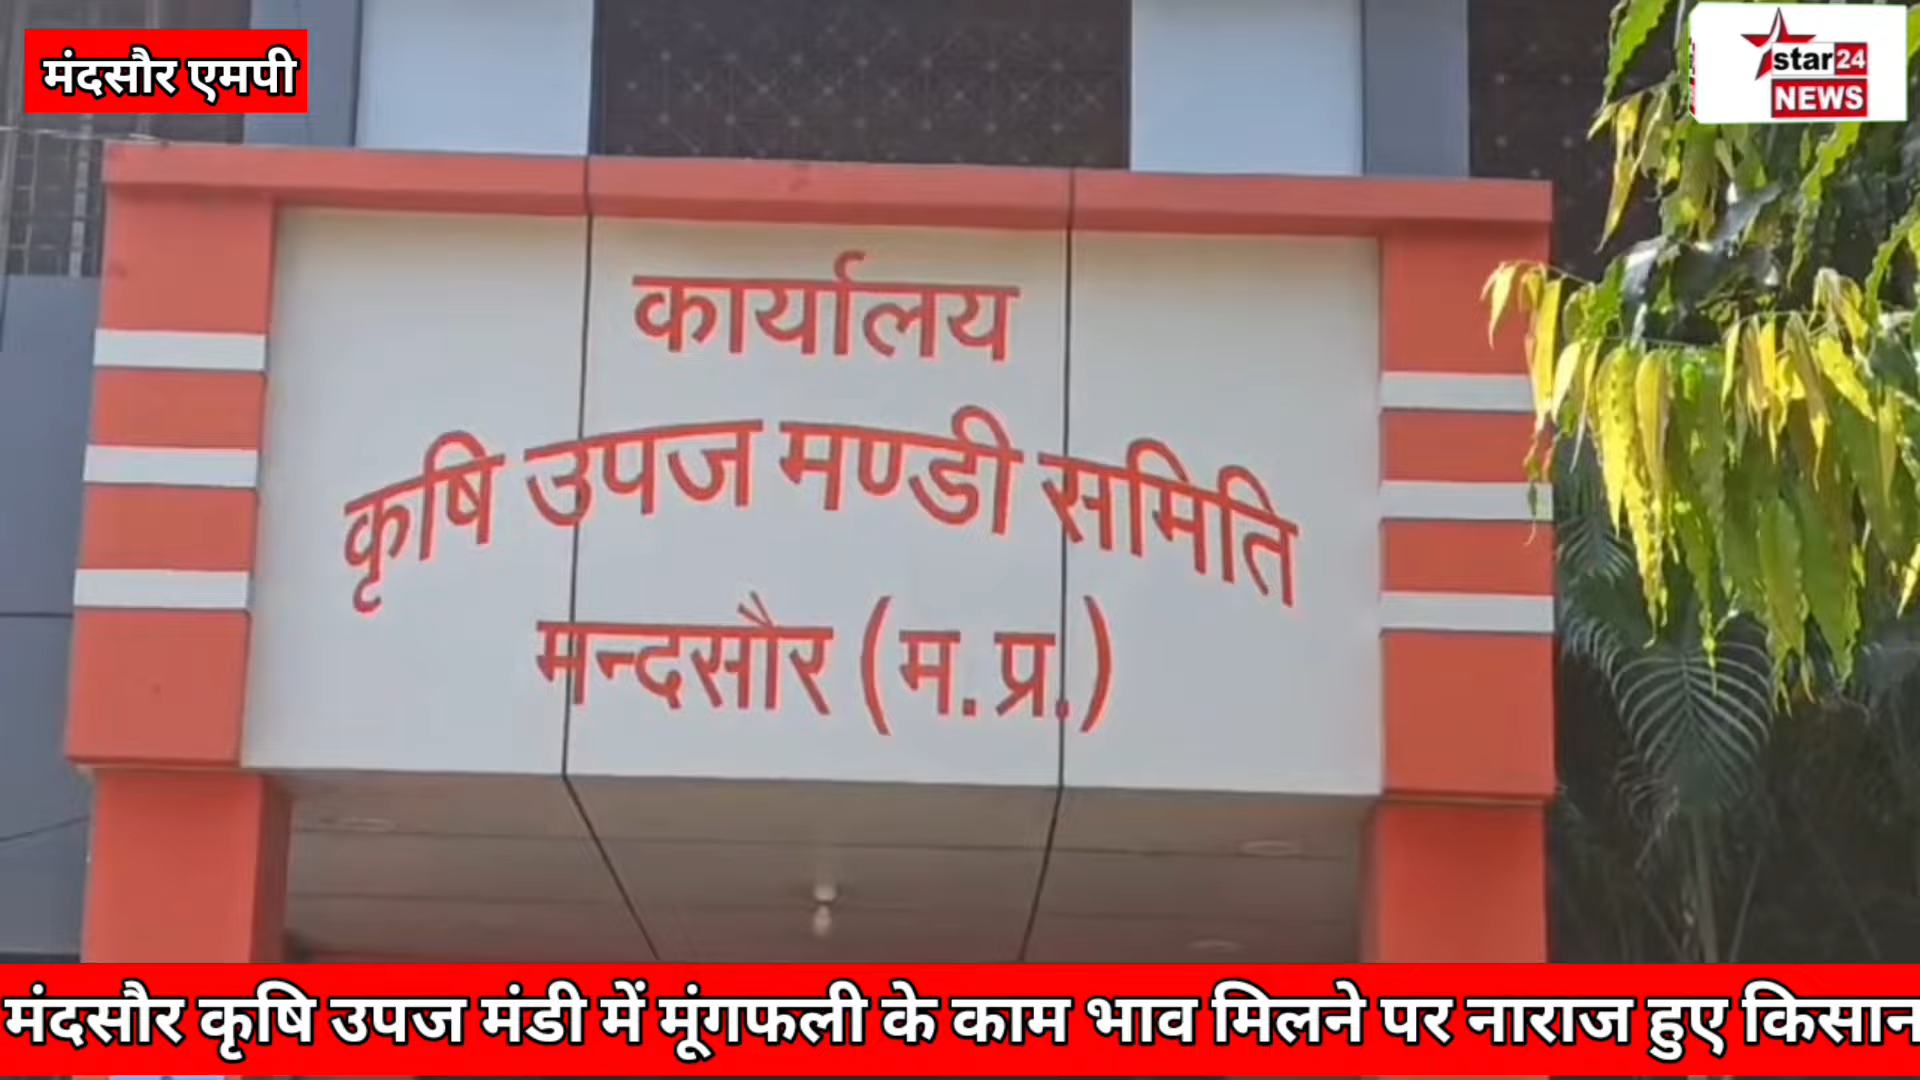 मंदसौर एमपी
star24
NEWS
कार्यालय
कृषि उपज मण्डी समिति
मन्दसौर (म.प्र.)
मंदसौर कृषि उपज मंडी में मूंगफली के काम भाव मिलने पर नाराज हुए किसान